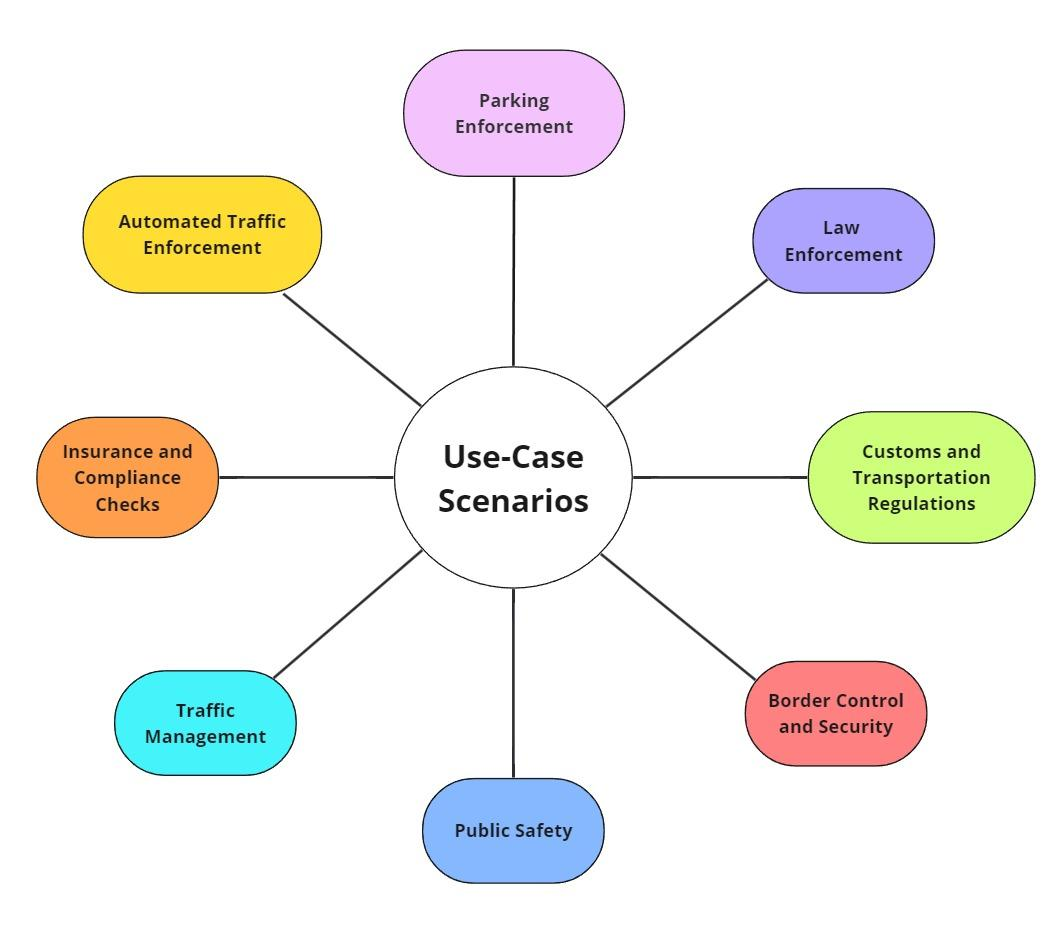 Parking
Enforcement
Automated Traffic
Enforcement
Law
Enforcement
Insurance and
Compliance
Checks
Use-Case
Scenarios
Customs and
Transportation
Regulations
Traffic
Management
Border Control
and Security
Public Safety